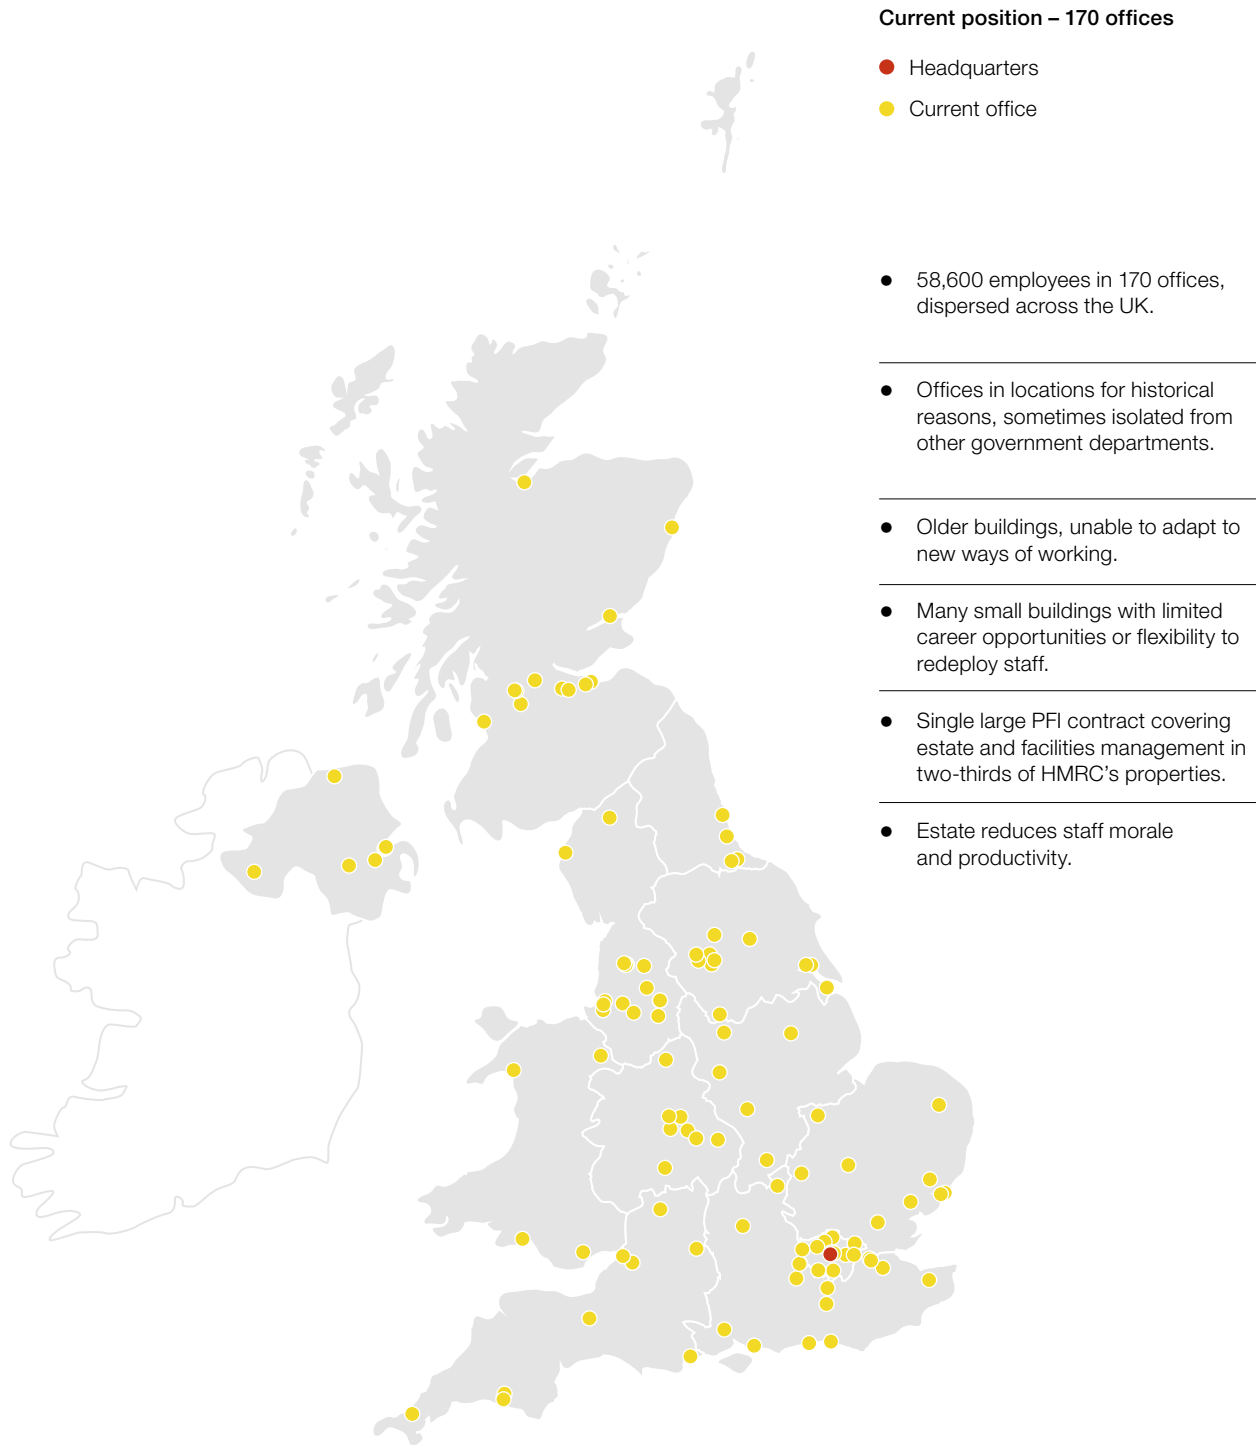 Current position – 170 offices
Headquarters
Current office
● 58,600 employees in 170 offices,
dispersed across the UK.
● Offices in locations for historical
reasons, sometimes isolated from
other government departments.
● Older buildings, unable to adapt to
new ways of working.
● Many small buildings with limited
career opportunities or flexibility to
redeploy staff.
● Single large PFI contract covering
estate and facilities management in
two-thirds of HMRC’s properties.
● Estate reduces staff morale
and productivity.